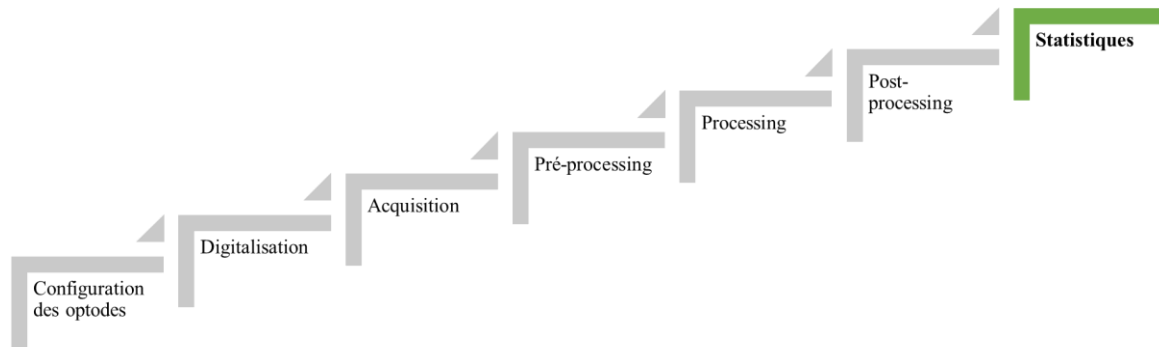 Configuration
des optodes
Digitalisation
Acquisition
Pré-processing
Processing
Post-
processing
Statistiques